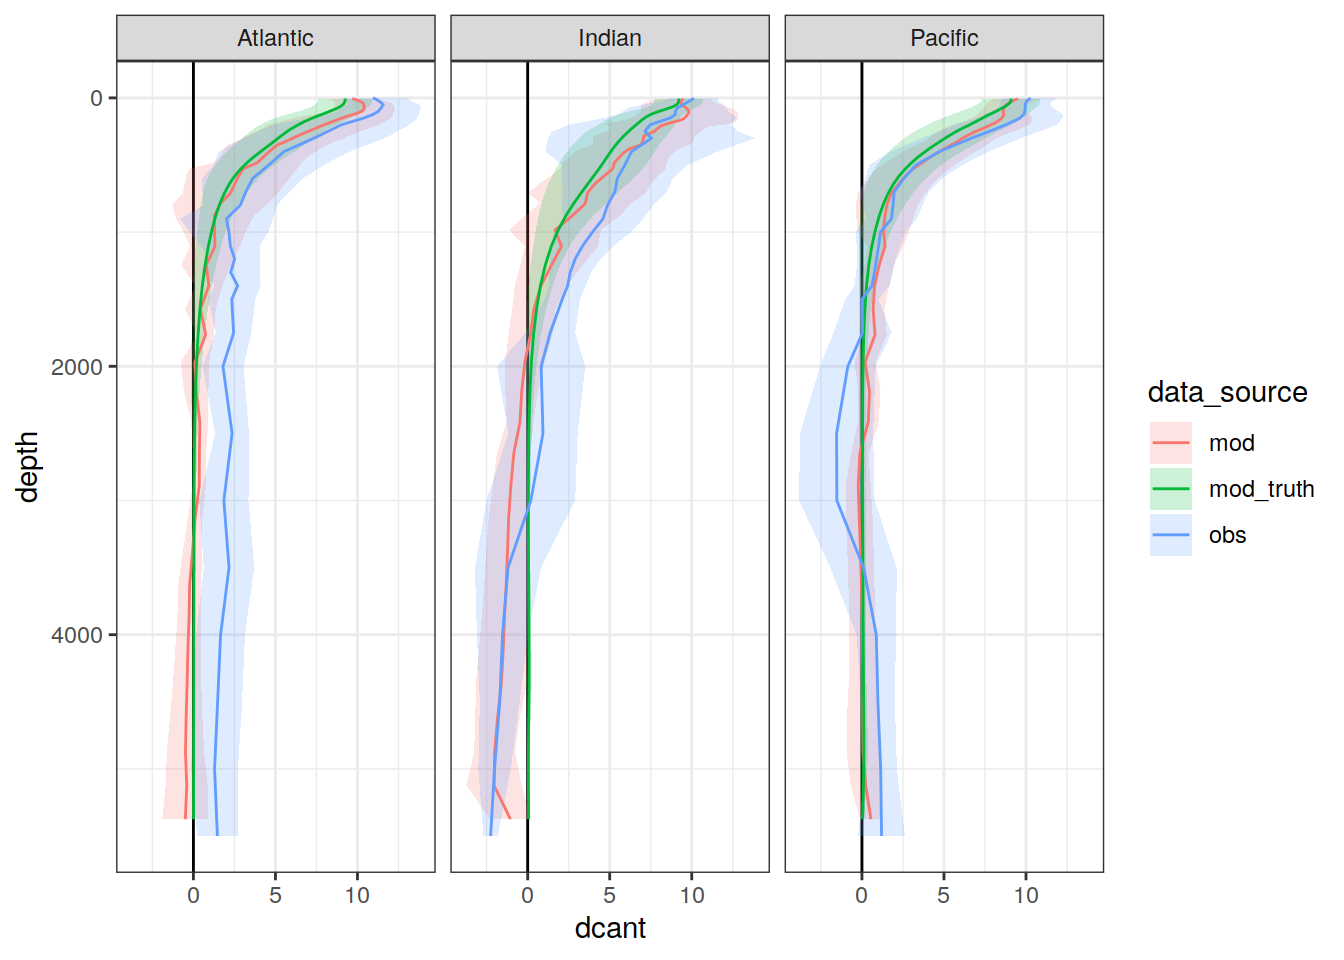 Atlantic
Indian
Pacific
0
2000
4000
depth
0 5 10
0 5 10
0 5 10
dcant
data_source
mod
mod_truth
obs